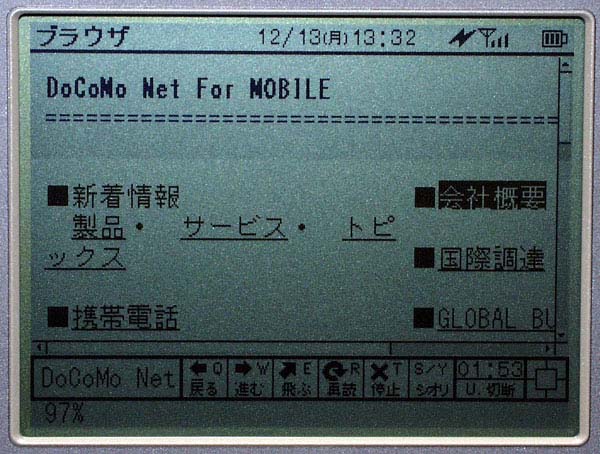 ブラウザ 12/13(月)13:32
DoCoMo Net For MOBILE
================================================
■新着情報 ■会社概要
製品・ サービス・ トピ
ックス ■国際調達
■携帯電話 ■GLOBAL BU
DoCoMo Net Q 戻る W 進む E 飛ぶ R 再読 T 停止 S/Y シオリ 01:53 U.切断
97%